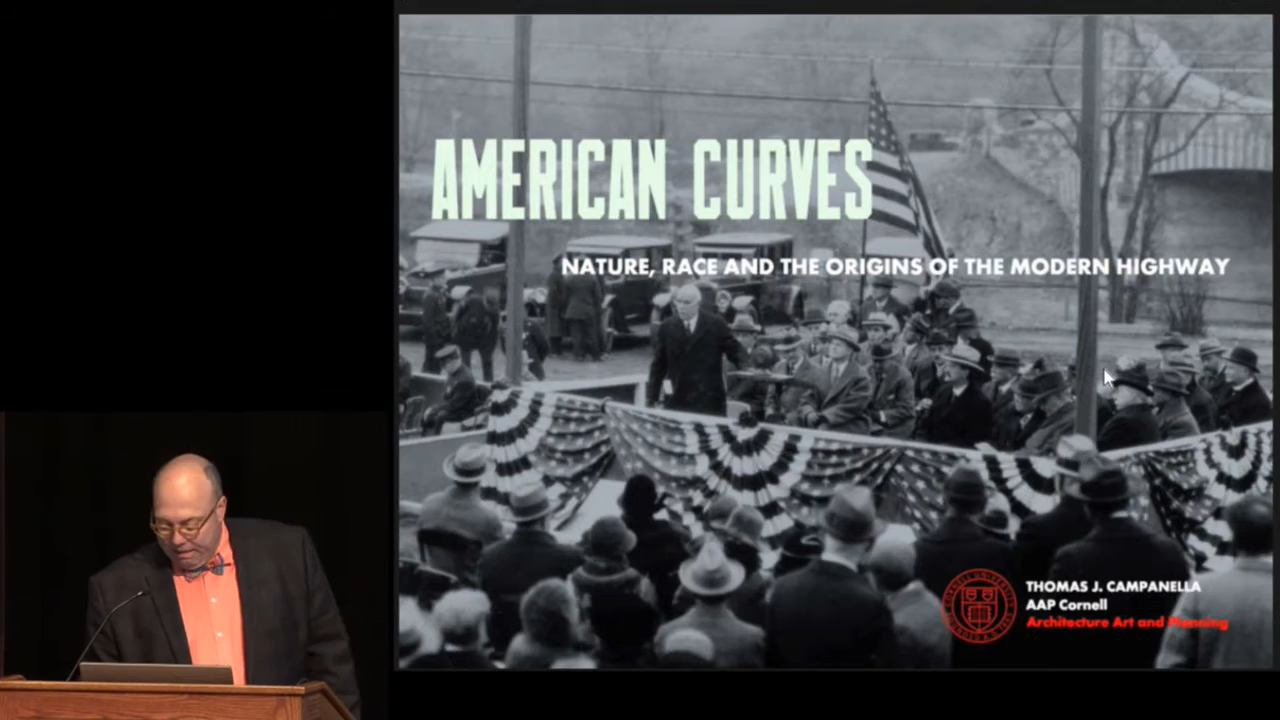 AMERICAN CURVES
NATURE, RACE AND THE ORIGINS OF THE MODERN HIGHWAY
THOMAS J. CAMPANELLA
AAP Cornell
Architecture Art and Planning